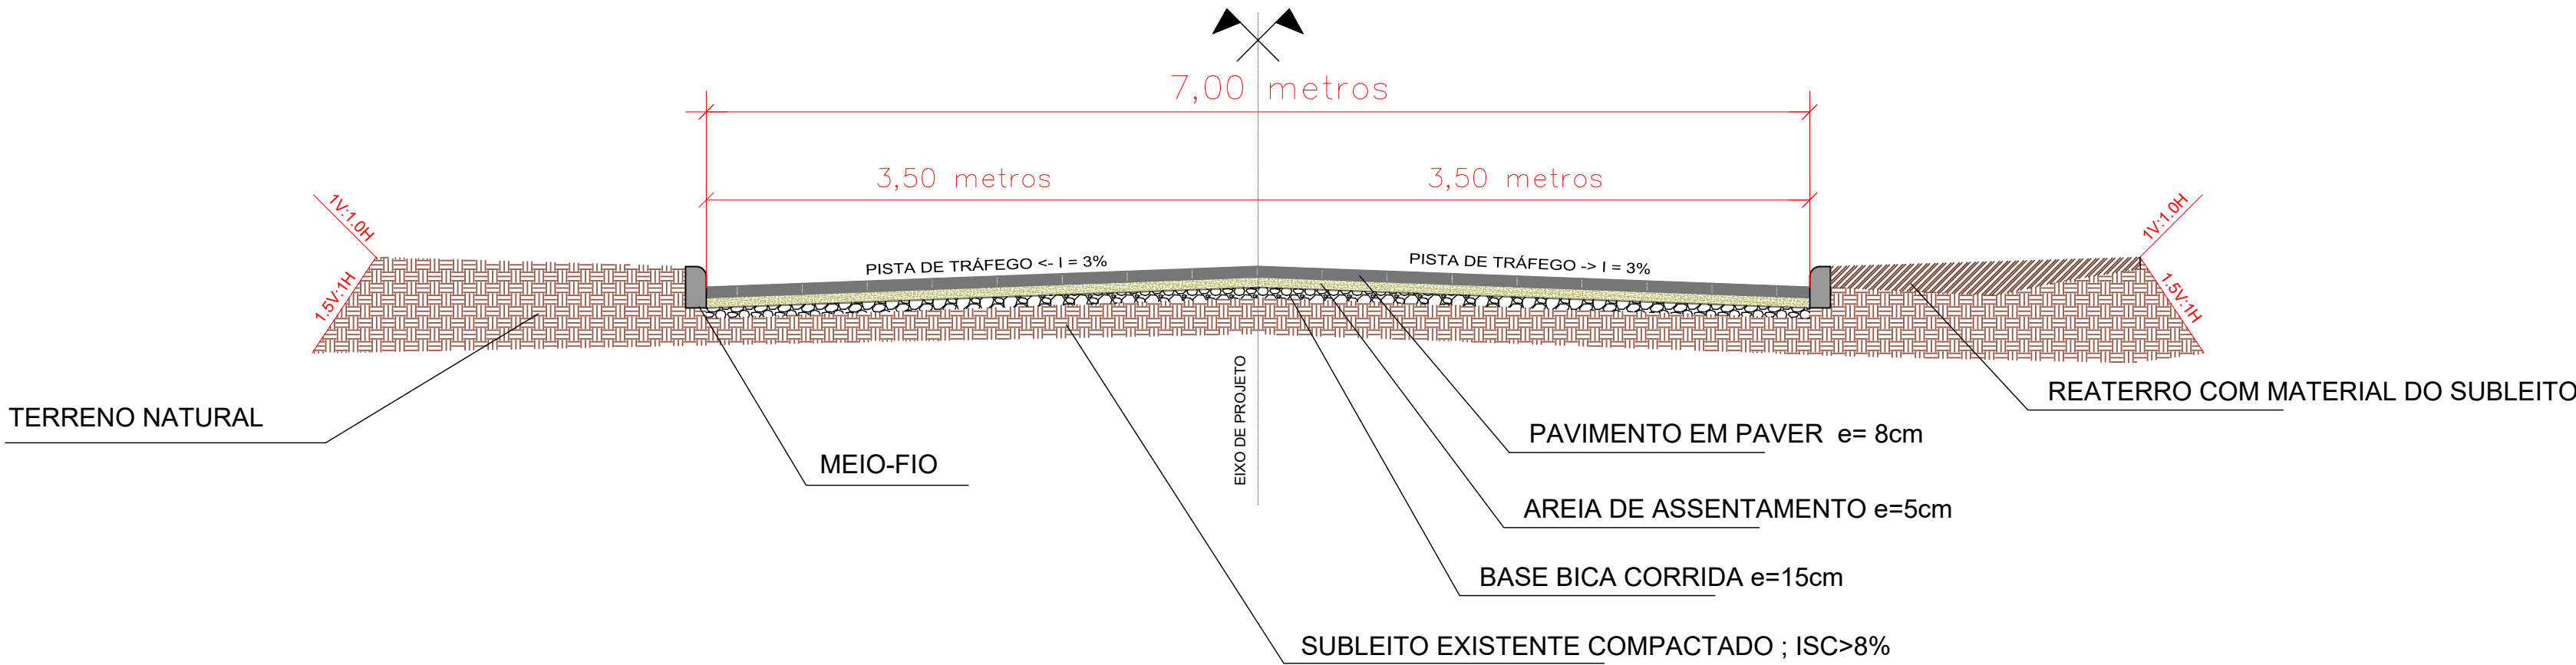 7,00 metros
3,50 metros
3,50 metros
1V:1.0H
1V:1.0H
PISTA DE TRÁFEGO <- I = 3%
PISTA DE TRÁFEGO -> I = 3%
1.5V:1H
1.5V:1H
TERRENO NATURAL
MEIO-FIO
EIXO DE PROJETO
REATERRO COM MATERIAL DO SUBLEITO
PAVIMENTO EM PAVER e= 8cm
AREIA DE ASSENTAMENTO e=5cm
BASE BICA CORRIDA e=15cm
SUBLEITO EXISTENTE COMPACTADO ; ISC>8%